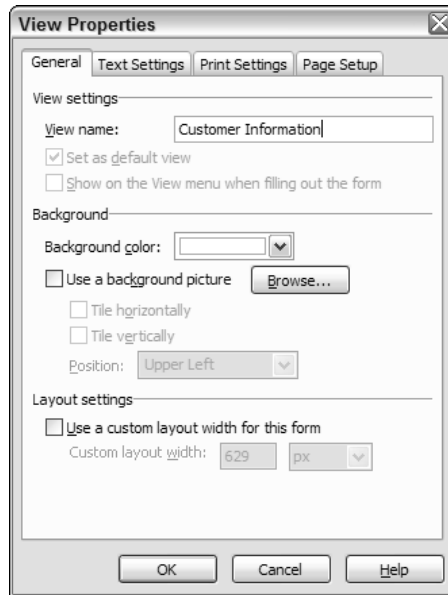 View Properties
General Text Settings Print Settings Page Setup
View settings
View name: Customer Information
Set as default view
Show on the View menu when filling out the form
Background
Background color:
Use a background picture Browse...
Tile horizontally
Tile vertically
Position: Upper Left
Layout settings
Use a custom layout width for this form
Custom layout width: 629 px
OK Cancel Help